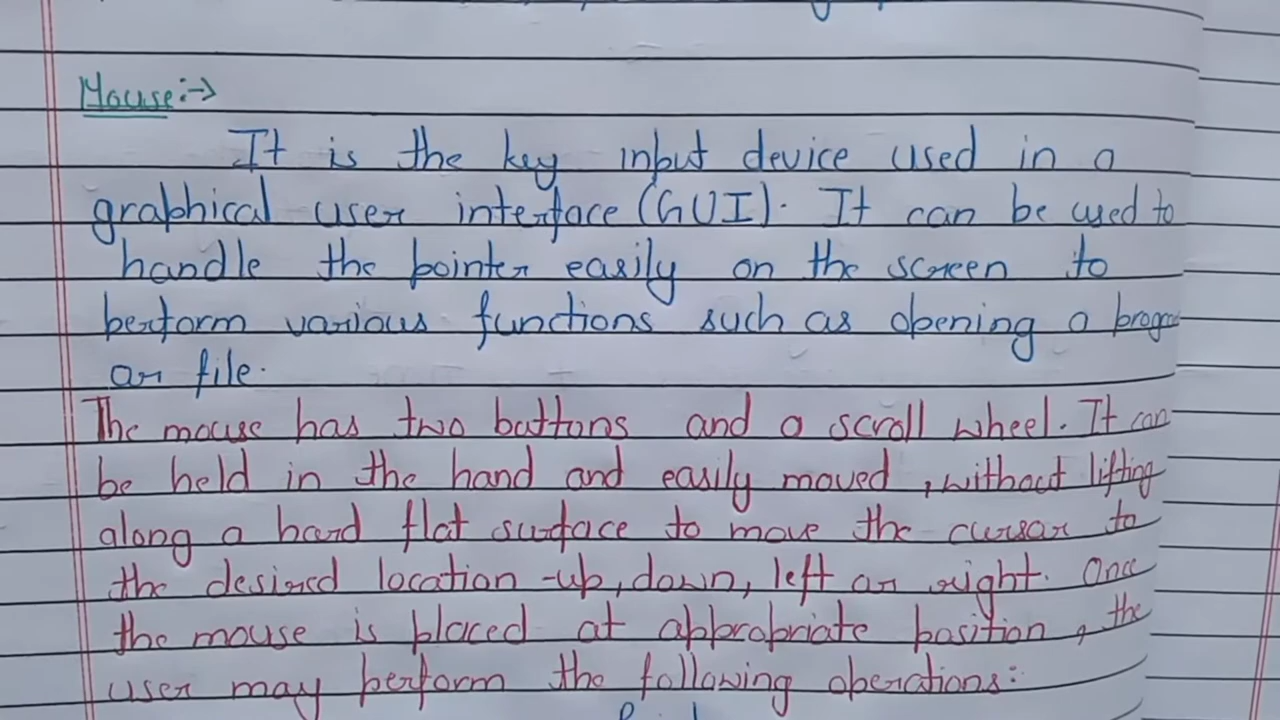 Mouse:→
It is the key input device used in a
graphical user interface (GUI). It can be used to
handle the pointer easily on the screen to
perform various functions such as opening a
or file.
The mouse has two buttons and a scroll wheel. It can
be held in the hand and easily moved, without lifting
along a hard flat surface to move the cursor to
the desired location -up, down, left or right. Once
the mouse is placed at appropriate position, the
user may perform the following operations: